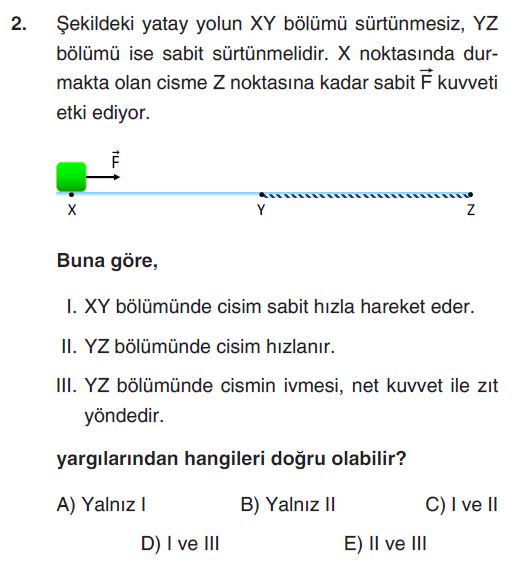 2. Şekildeki yatay yolun XY bölümü sürtünmesiz, YZ
bölümü ise sabit sürtünmelidir. X noktasında dur-
makta olan cisme Z noktasına kadar sabit F⃗ kuvveti
etki ediyor.
F⃗
X Y Z
Buna göre,
I. XY bölümünde cisim sabit hızla hareket eder.
II. YZ bölümünde cisim hızlanır.
III. YZ bölümünde cismin ivmesi, net kuvvet ile zıt
yöndedir.
yargılarından hangileri doğru olabilir?
A) Yalnız I B) Yalnız II C) I ve II
D) I ve III E) II ve III